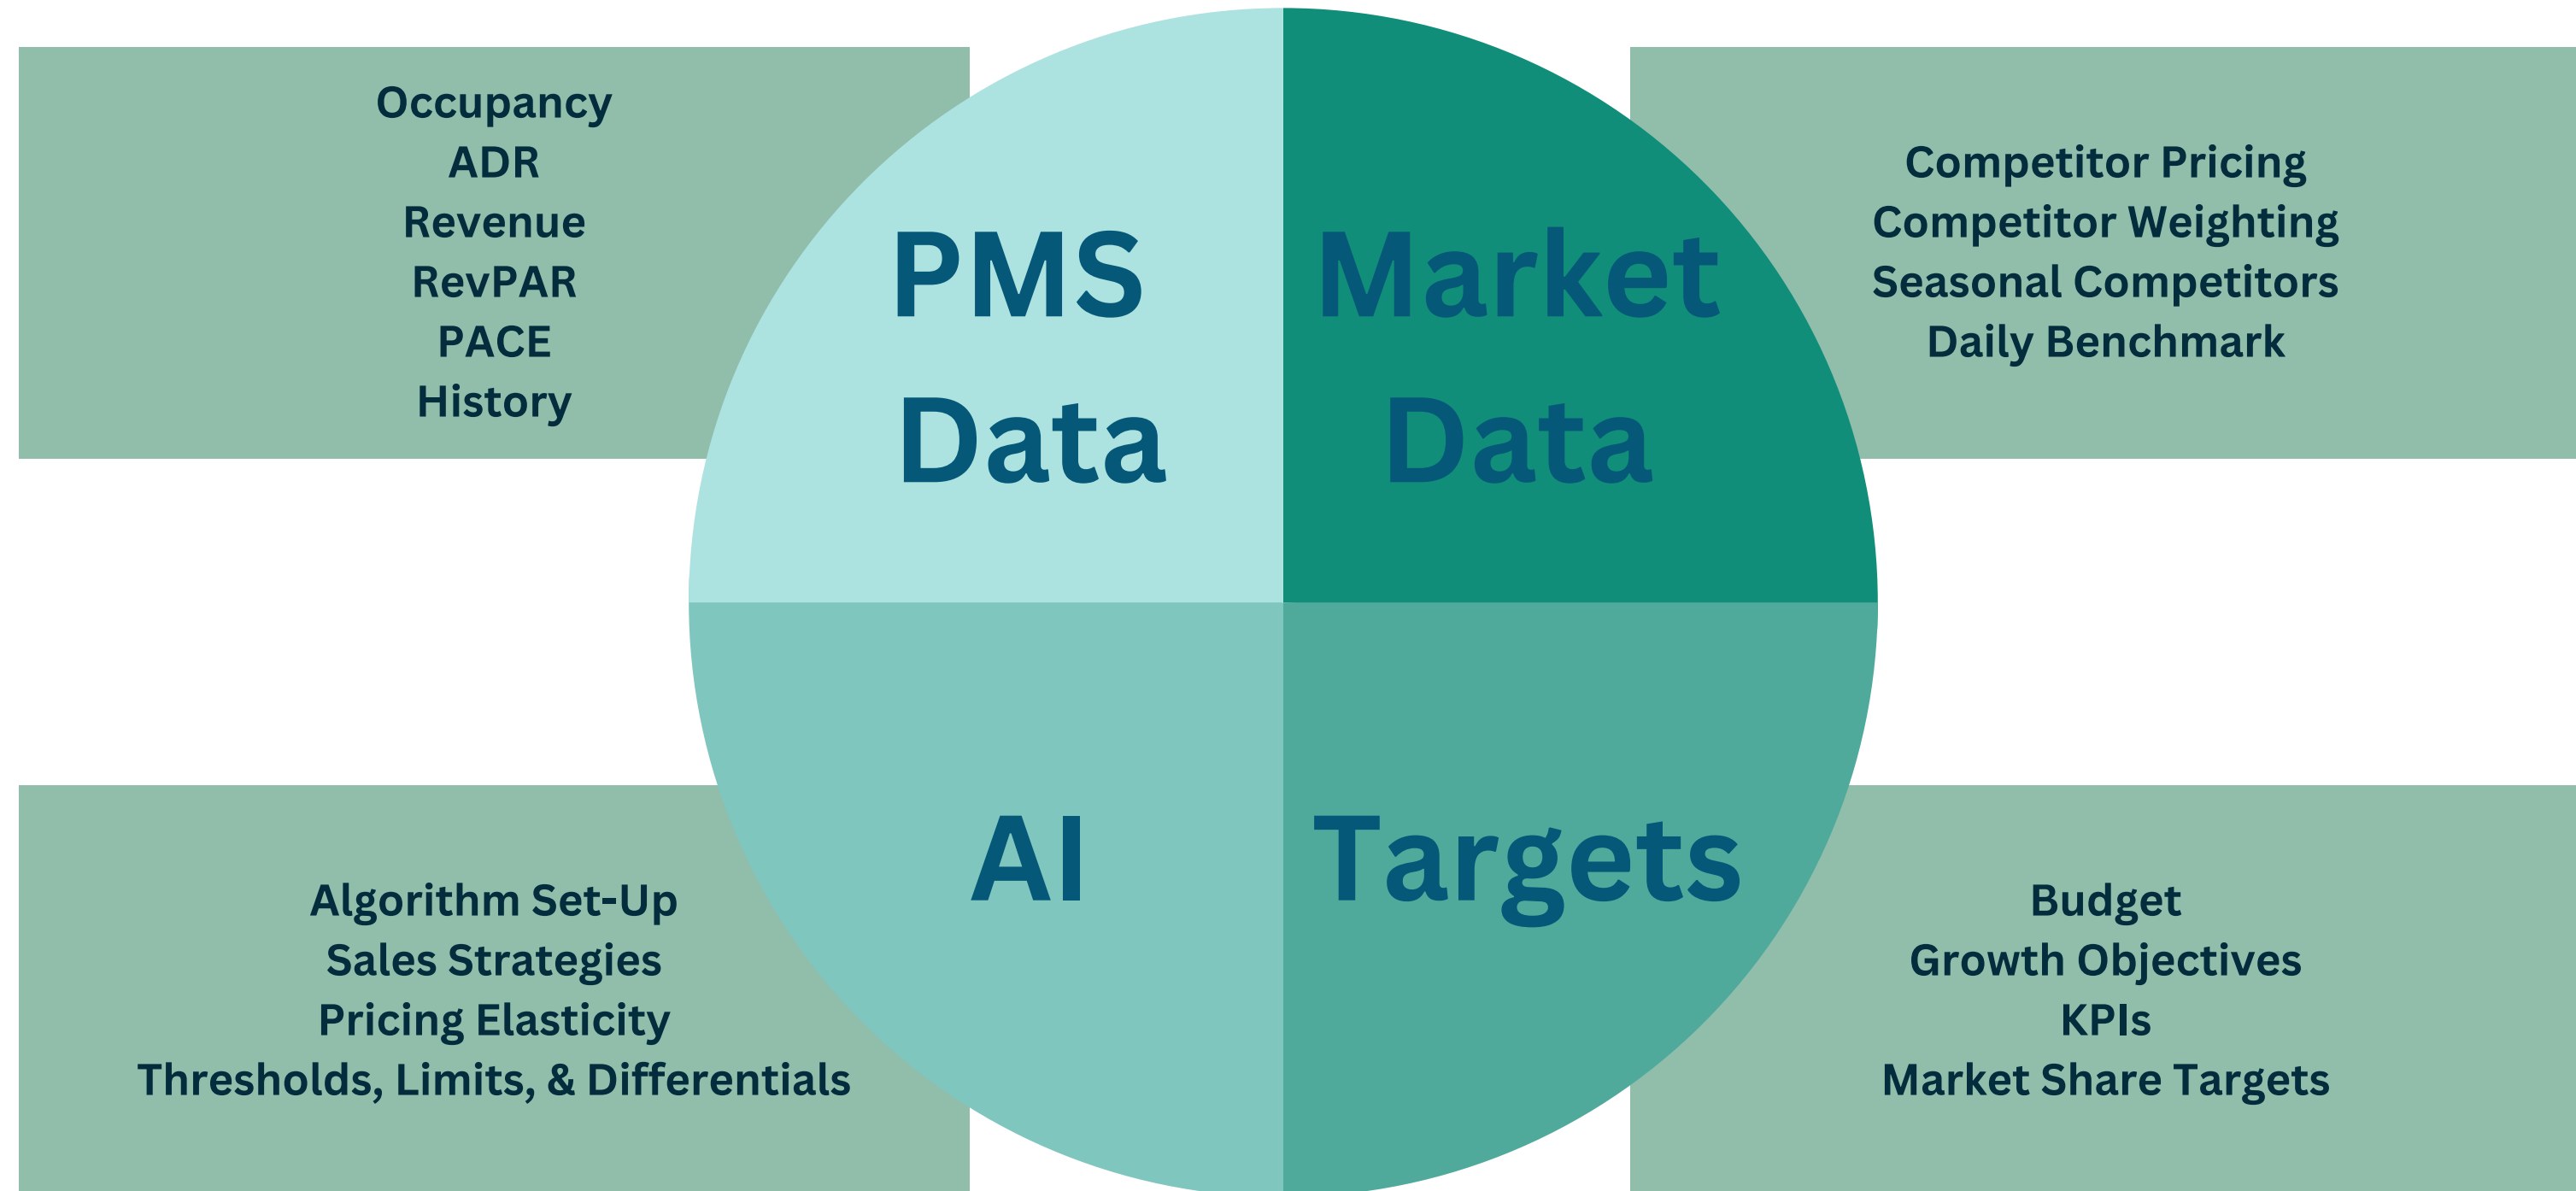 Occupancy
ADR
Revenue
RevPAR
PACE
History
PMS
Data
Market
Data
Competitor Pricing
Competitor Weighting
Seasonal Competitors
Daily Benchmark
Algorithm Set-Up
Sales Strategies
Pricing Elasticity
Thresholds, Limits, & Differentials
AI
Targets
Budget
Growth Objectives
KPIs
Market Share Targets